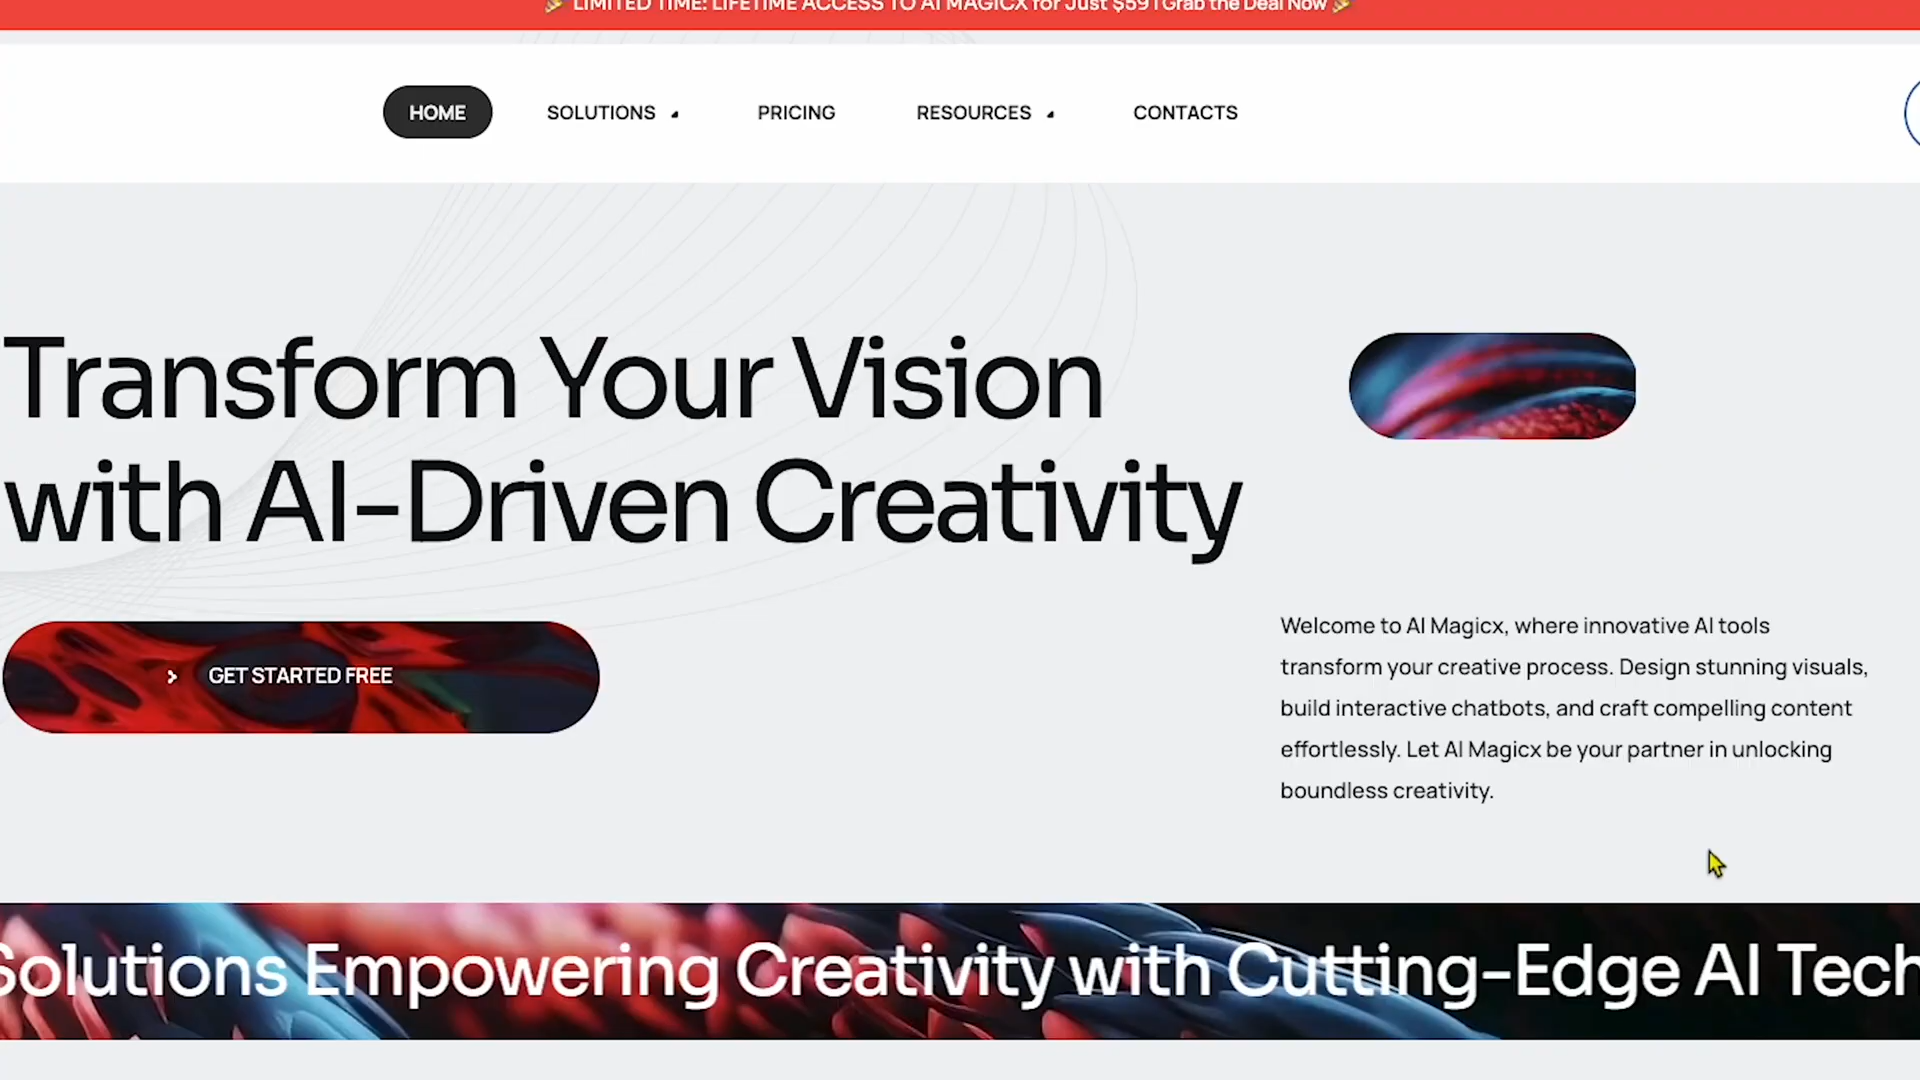 LIMITED TIME: LIFETIME ACCESS TO AI MAGICX for Just $59 | Grab the Deal Now
HOME SOLUTIONS PRICING RESOURCES CONTACTS
Transform Your Vision
with AI-Driven Creativity
GET STARTED FREE
Welcome to AI Magicx, where innovative AI tools
transform your creative process. Design stunning visuals,
build interactive chatbots, and craft compelling content
effortlessly. Let AI Magicx be your partner in unlocking
boundless creativity.
Solutions Empowering Creativity with Cutting-Edge AI Tech